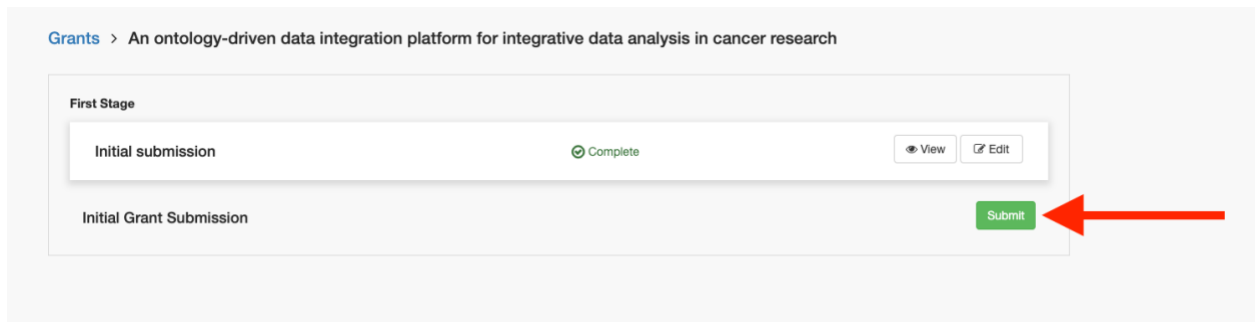 Grants > An ontology-driven data integration platform for integrative data analysis in cancer research
First Stage
Initial submission Complete View Edit
Initial Grant Submission Submit